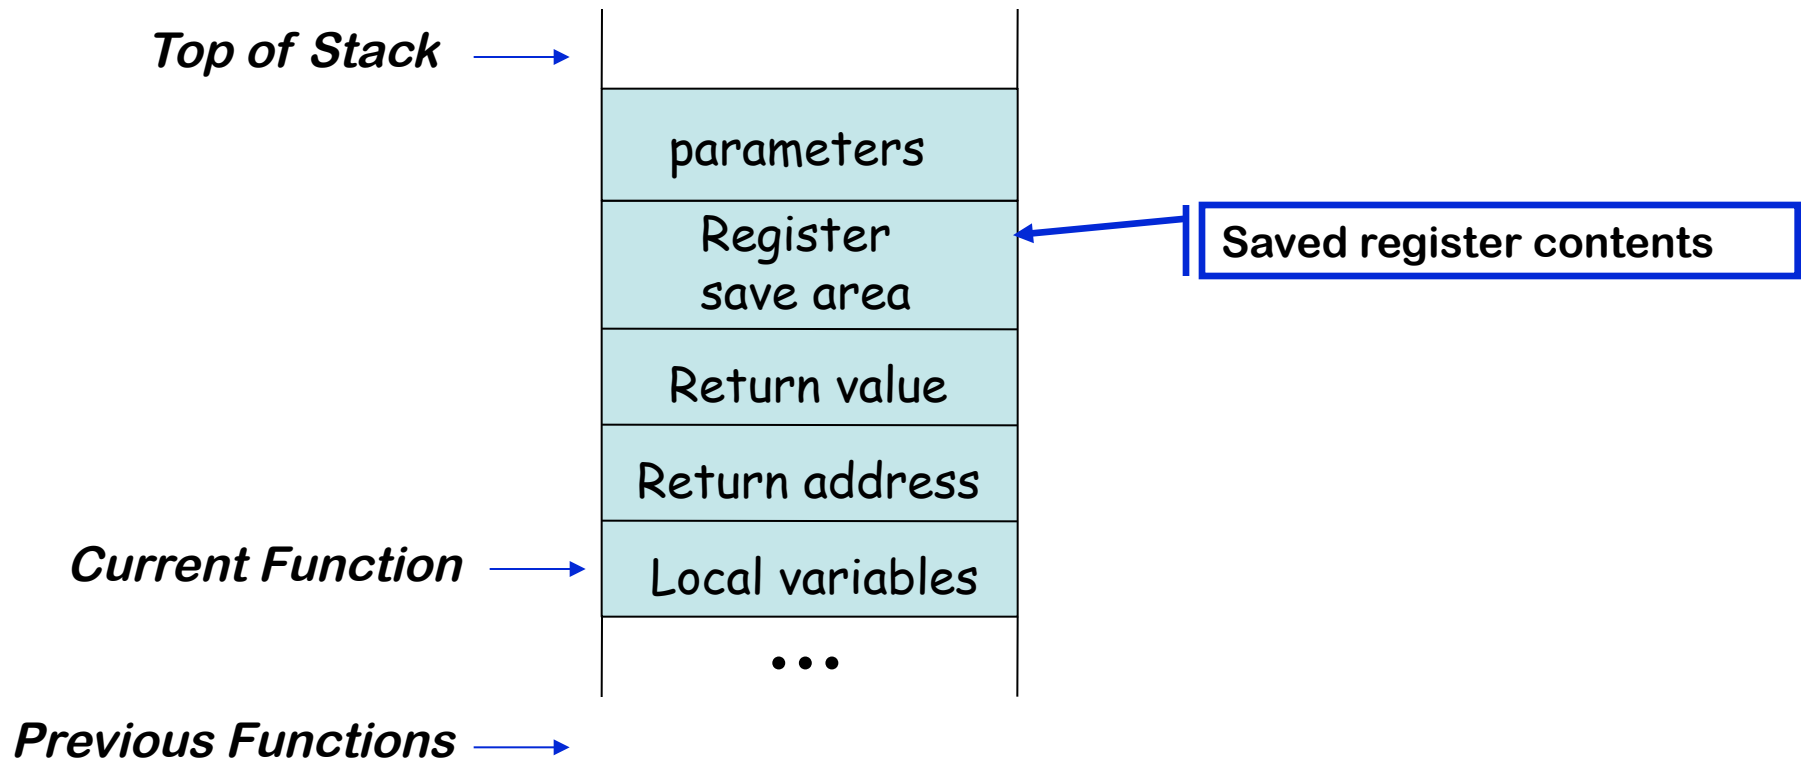 Top of Stack
parameters
Register
save area
Saved register contents
Return value
Return address
Current Function
Local variables
...
Previous Functions